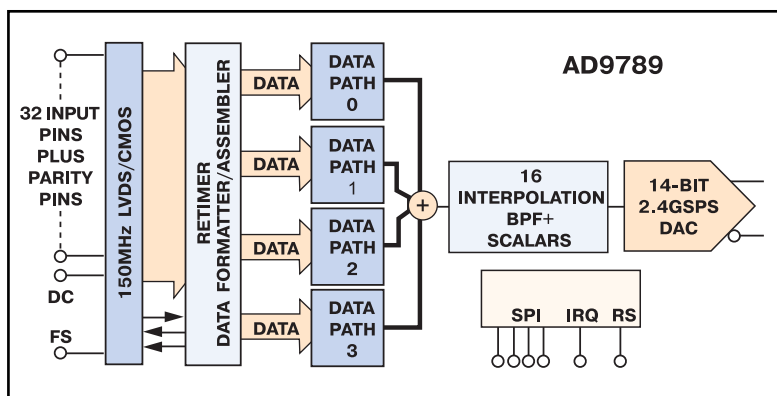 AD9789
32 INPUT
PINS
PLUS
PARITY
PINS
DC
FS
150MHz LVDS/CMOS
RETIMER
DATA FORMATTER/ASSEMBLER
DATA
DATA
DATA
DATA
DATA
PATH
0
DATA
PATH
1
DATA
PATH
2
DATA
PATH
3
+
16
INTERPOLATION
BPF+
SCALARS
14-BIT
2.4GSPS
DAC
SPI IRQ RS